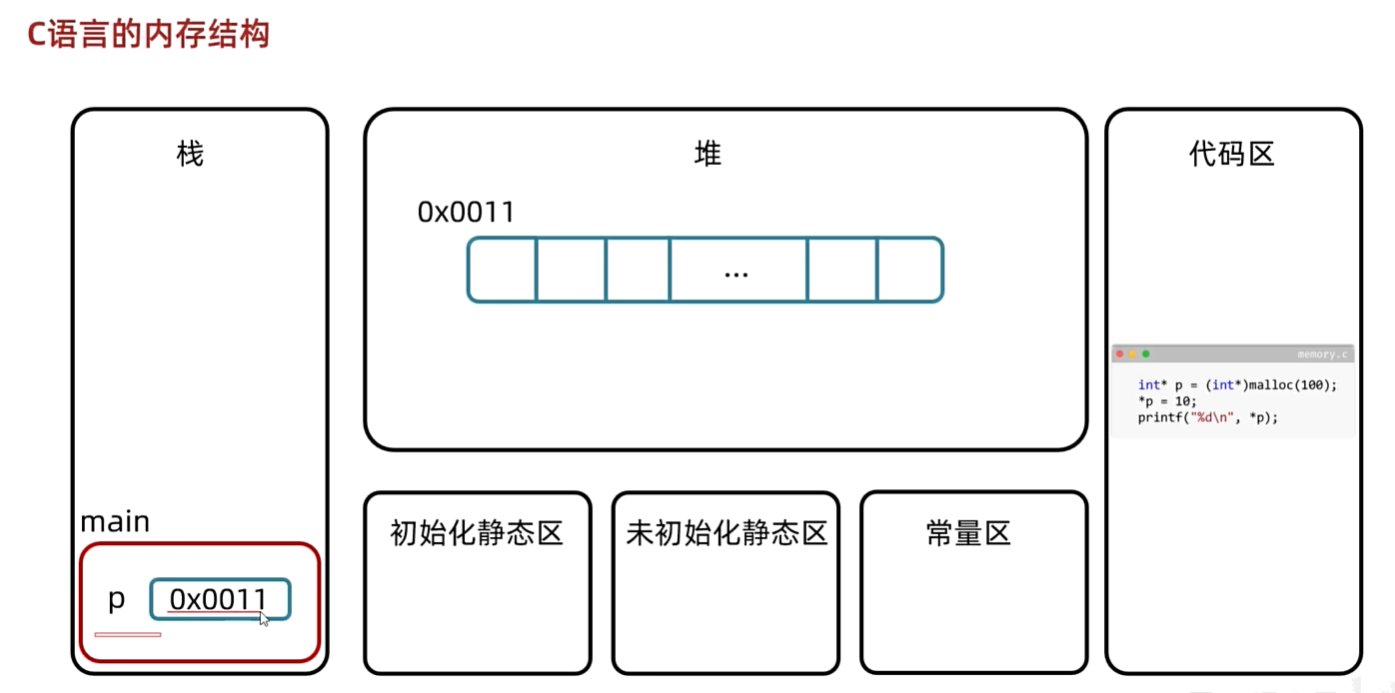 C语言的内存结构
栈
堆
代码区
0x0011
...
memory.c
int* p = (int*)malloc(100);
*p = 10;
printf("%d\n", *p);
main
p
0x0011
初始化静态区
未初始化静态区
常量区